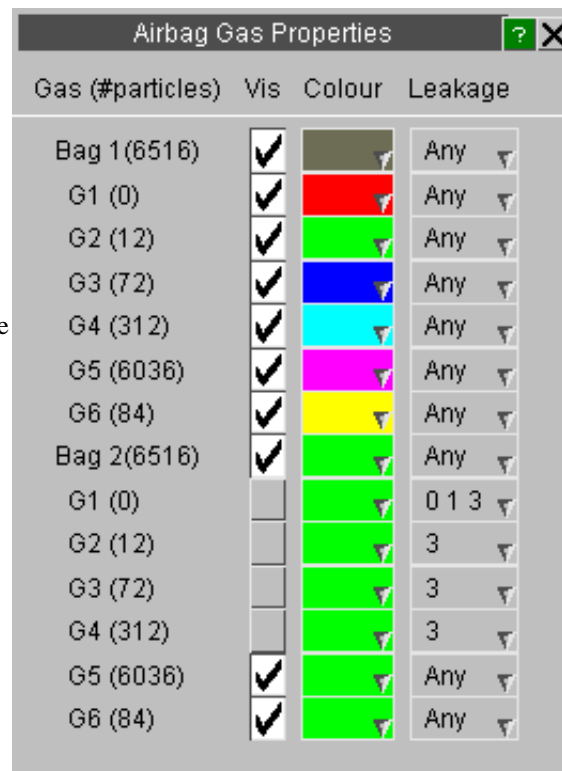 Airbag Gas Properties ? X
Gas (#particles) Vis Colour Leakage
Bag 1(6516) Any
G1 (0) Any
G2 (12) Any
G3 (72) Any
e
G4 (312) Any
G5 (6036) Any
G6 (84) Any
Bag 2(6516) Any
G1 (0) 0 1 3
G2 (12) 3
G3 (72) 3
G4 (312) 3
G5 (6036) Any
G6 (84) Any